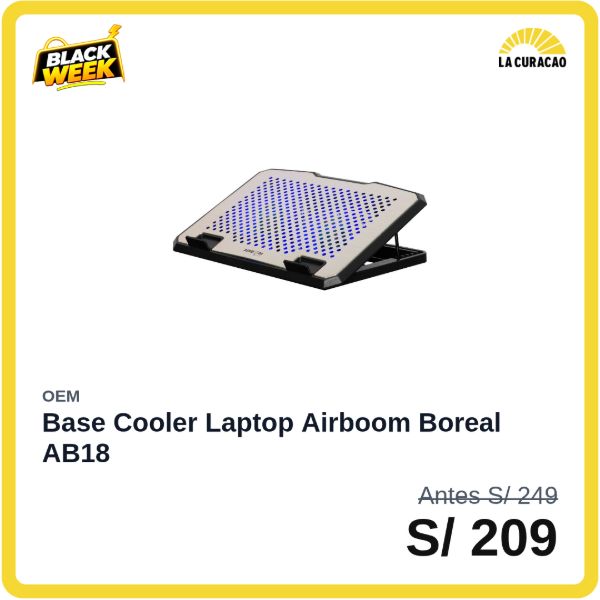 BLACK
WEEK
LA CURACAO
OEM
Base Cooler Laptop Airboom Boreal
AB18
Antes S/ 249
S/ 209